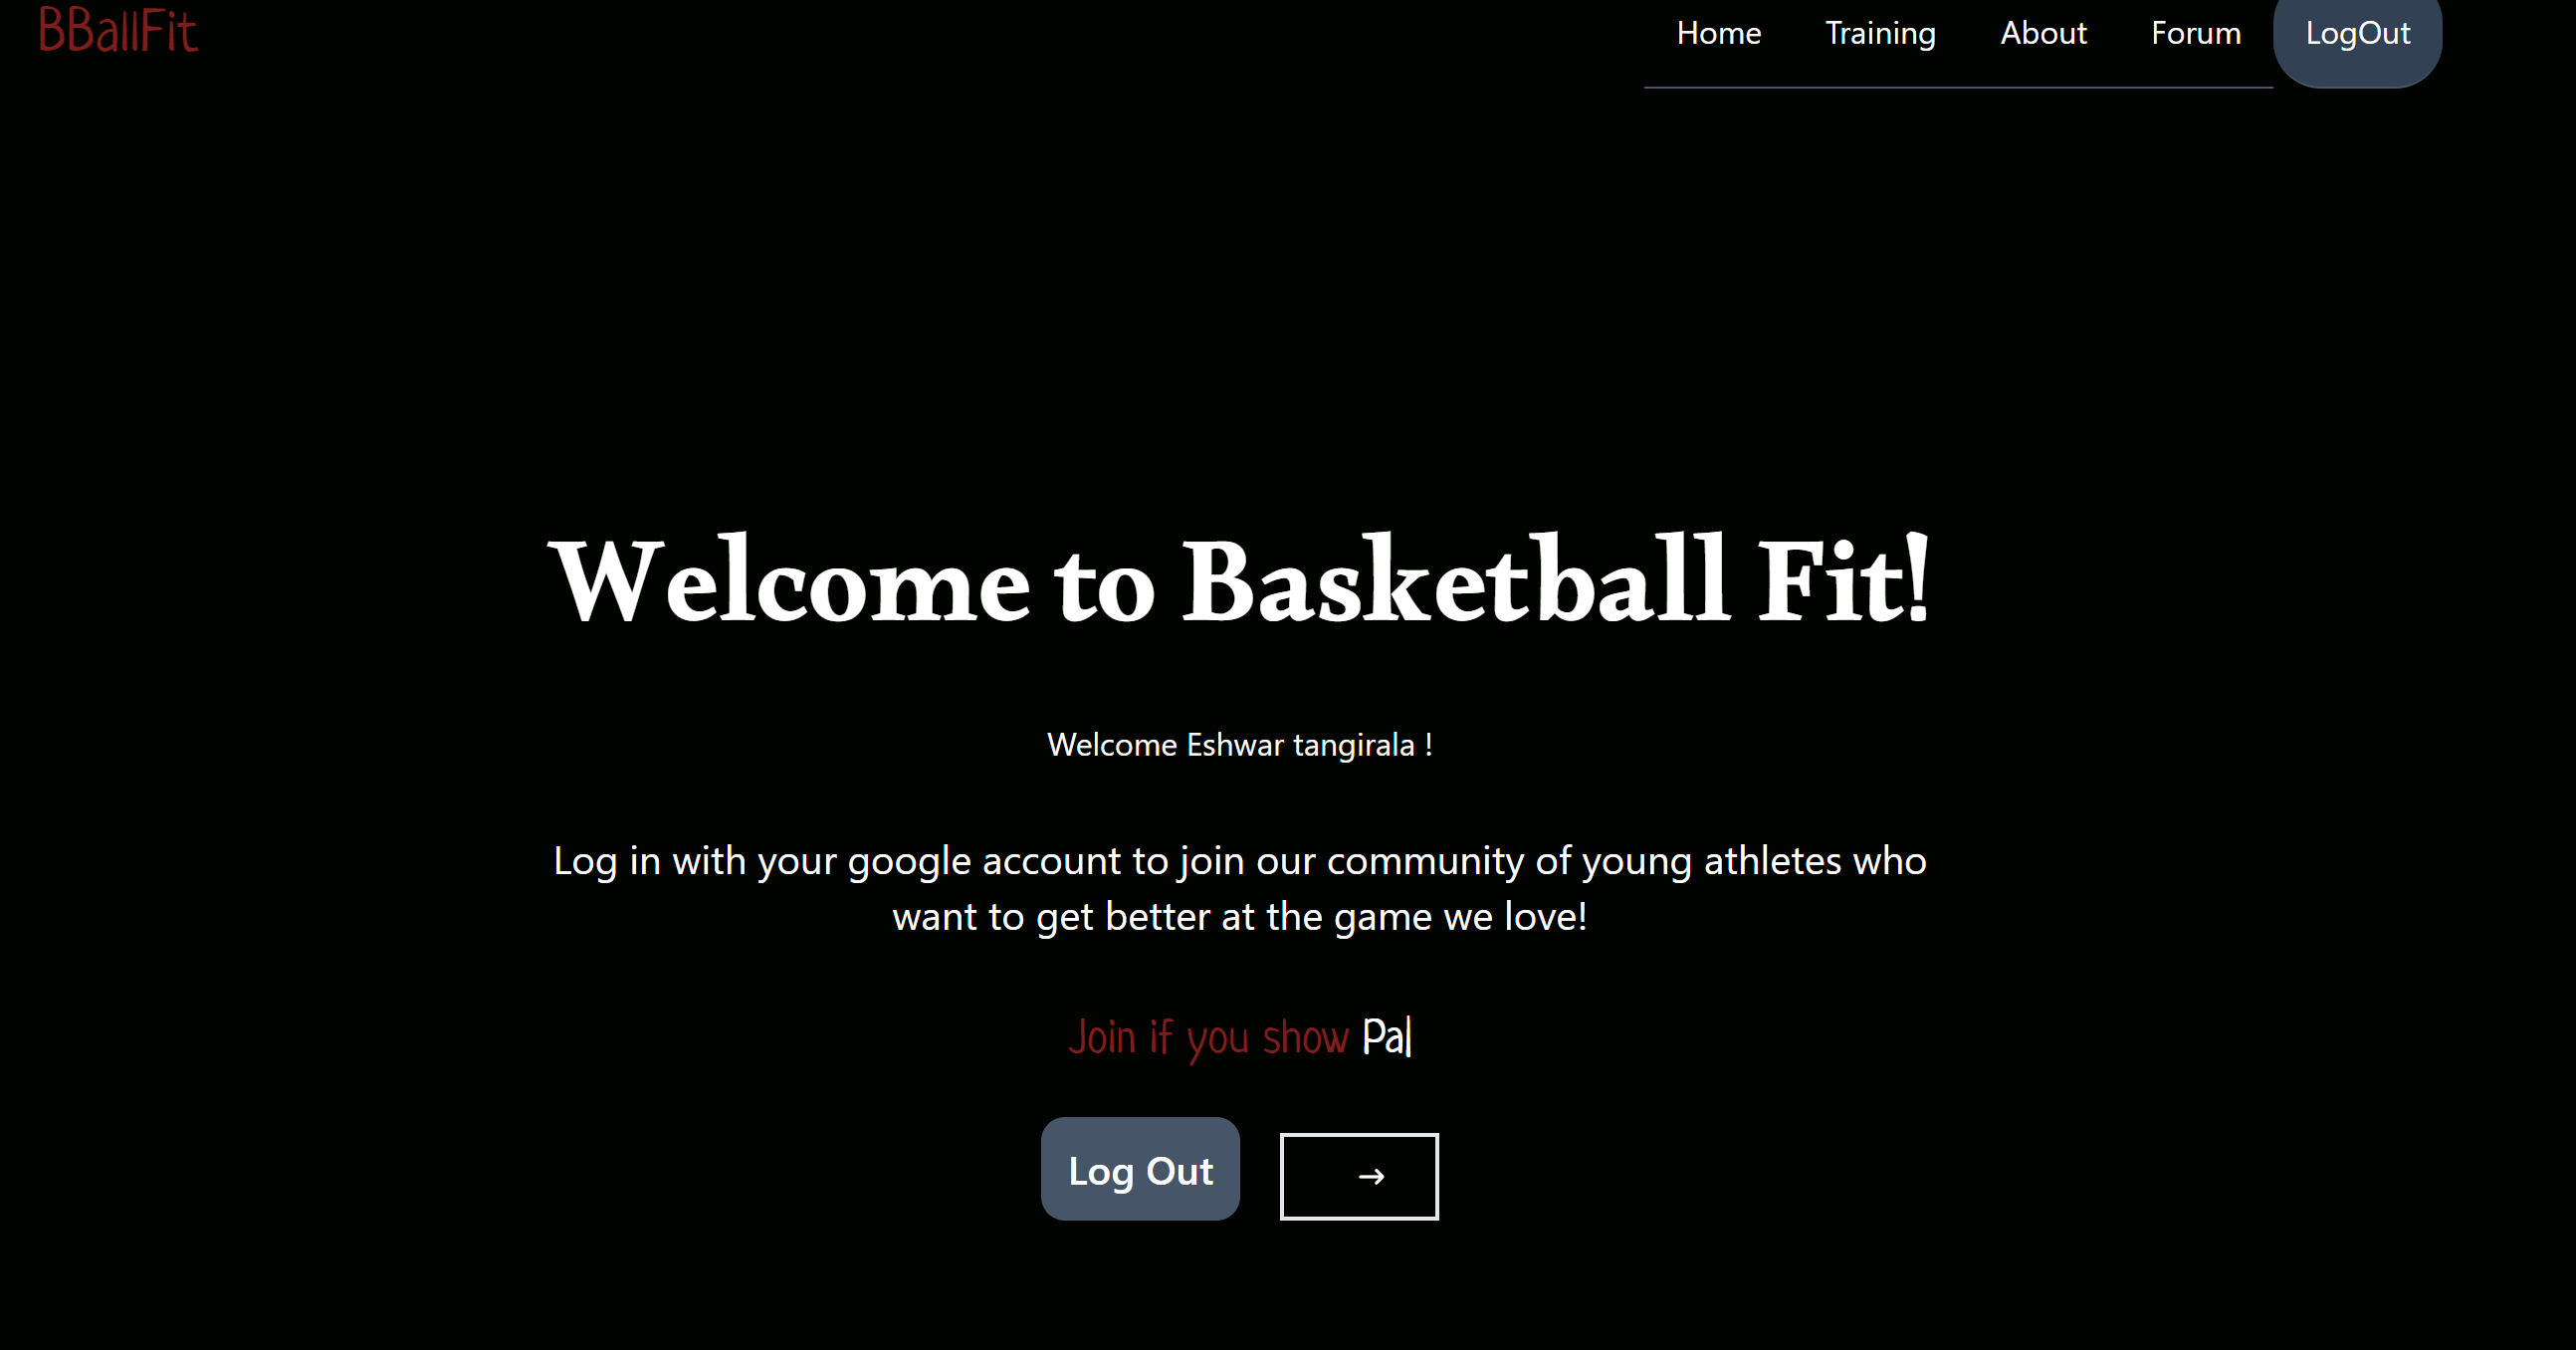 BBallFit
Home Training About Forum LogOut
Welcome to Basketball Fit!
Welcome Eshwar tangirala !
Log in with your google account to join our community of young athletes who
want to get better at the game we love!
Join if you show Pal
Log Out →